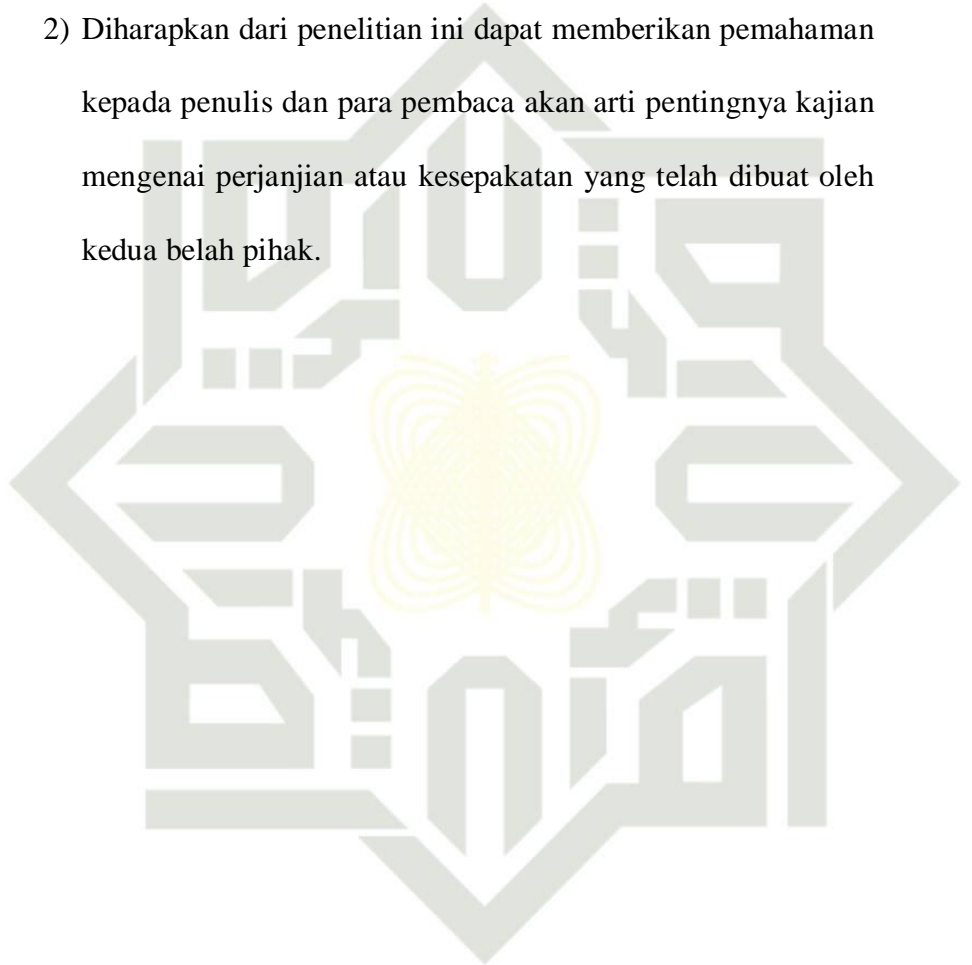 2) Diharapkan dari penelitian ini dapat memberikan pemahaman
kepada penulis dan para pembaca akan arti pentingnya kajian
mengenai perjanjian atau kesepakatan yang telah dibuat oleh
kedua belah pihak.